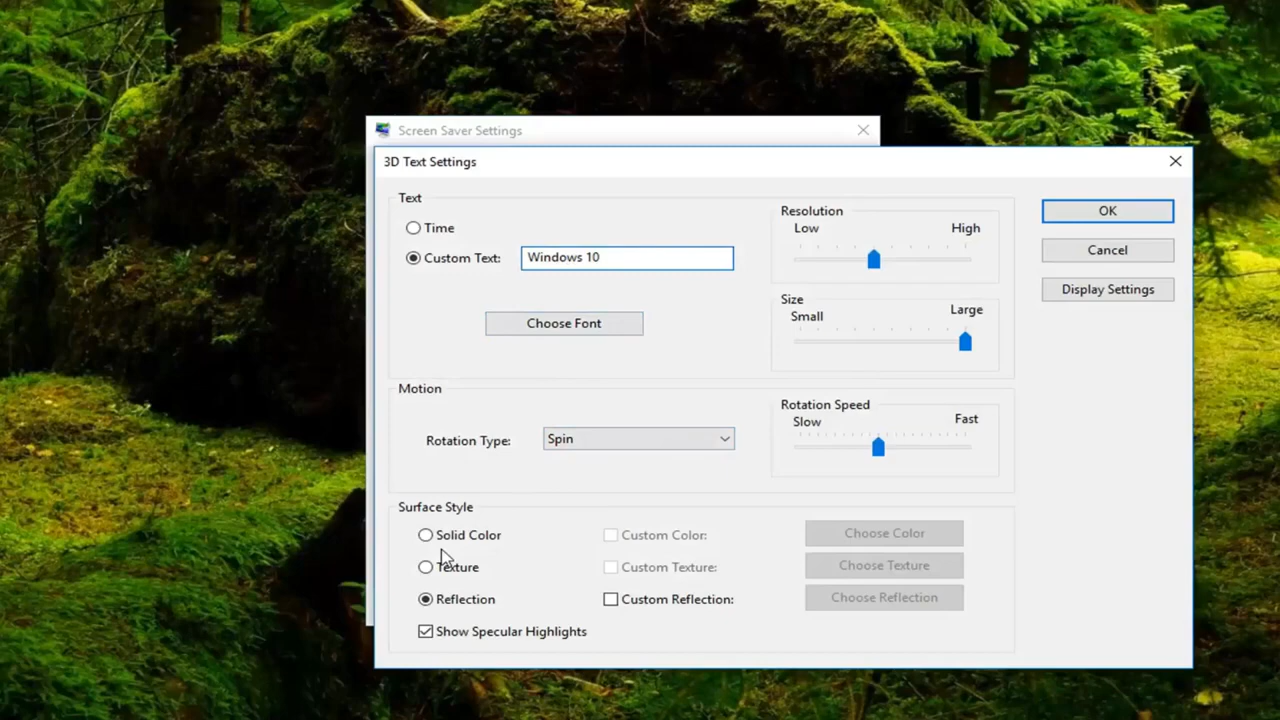 Screen Saver Settings
3D Text Settings
Text
Time
Custom Text: Windows 10
Choose Font
Resolution
Low High
Size
Small Large
OK
Cancel
Display Settings
Motion
Rotation Type: Spin
Rotation Speed
Slow Fast
Surface Style
Solid Color Custom Color: Choose Color
Texture Custom Texture: Choose Texture
Reflection Custom Reflection: Choose Reflection
Show Specular Highlights